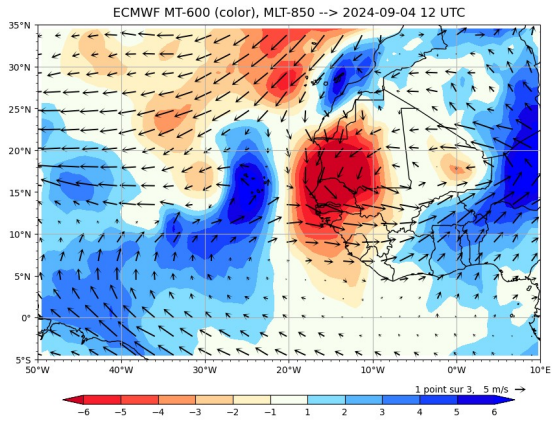 ECMWF MT-600 (color), MLT-850 --> 2024-09-04 12 UTC
35°N
30°N
25°N
20°N
15°N
10°N
5°N
0°
5°S
50°W 40°W 30°W 20°W 10°W 0°W 10°E
1 point sur 3, 5 m/s
−6 −5 −4 −3 −2 −1 1 2 3 4 5 6